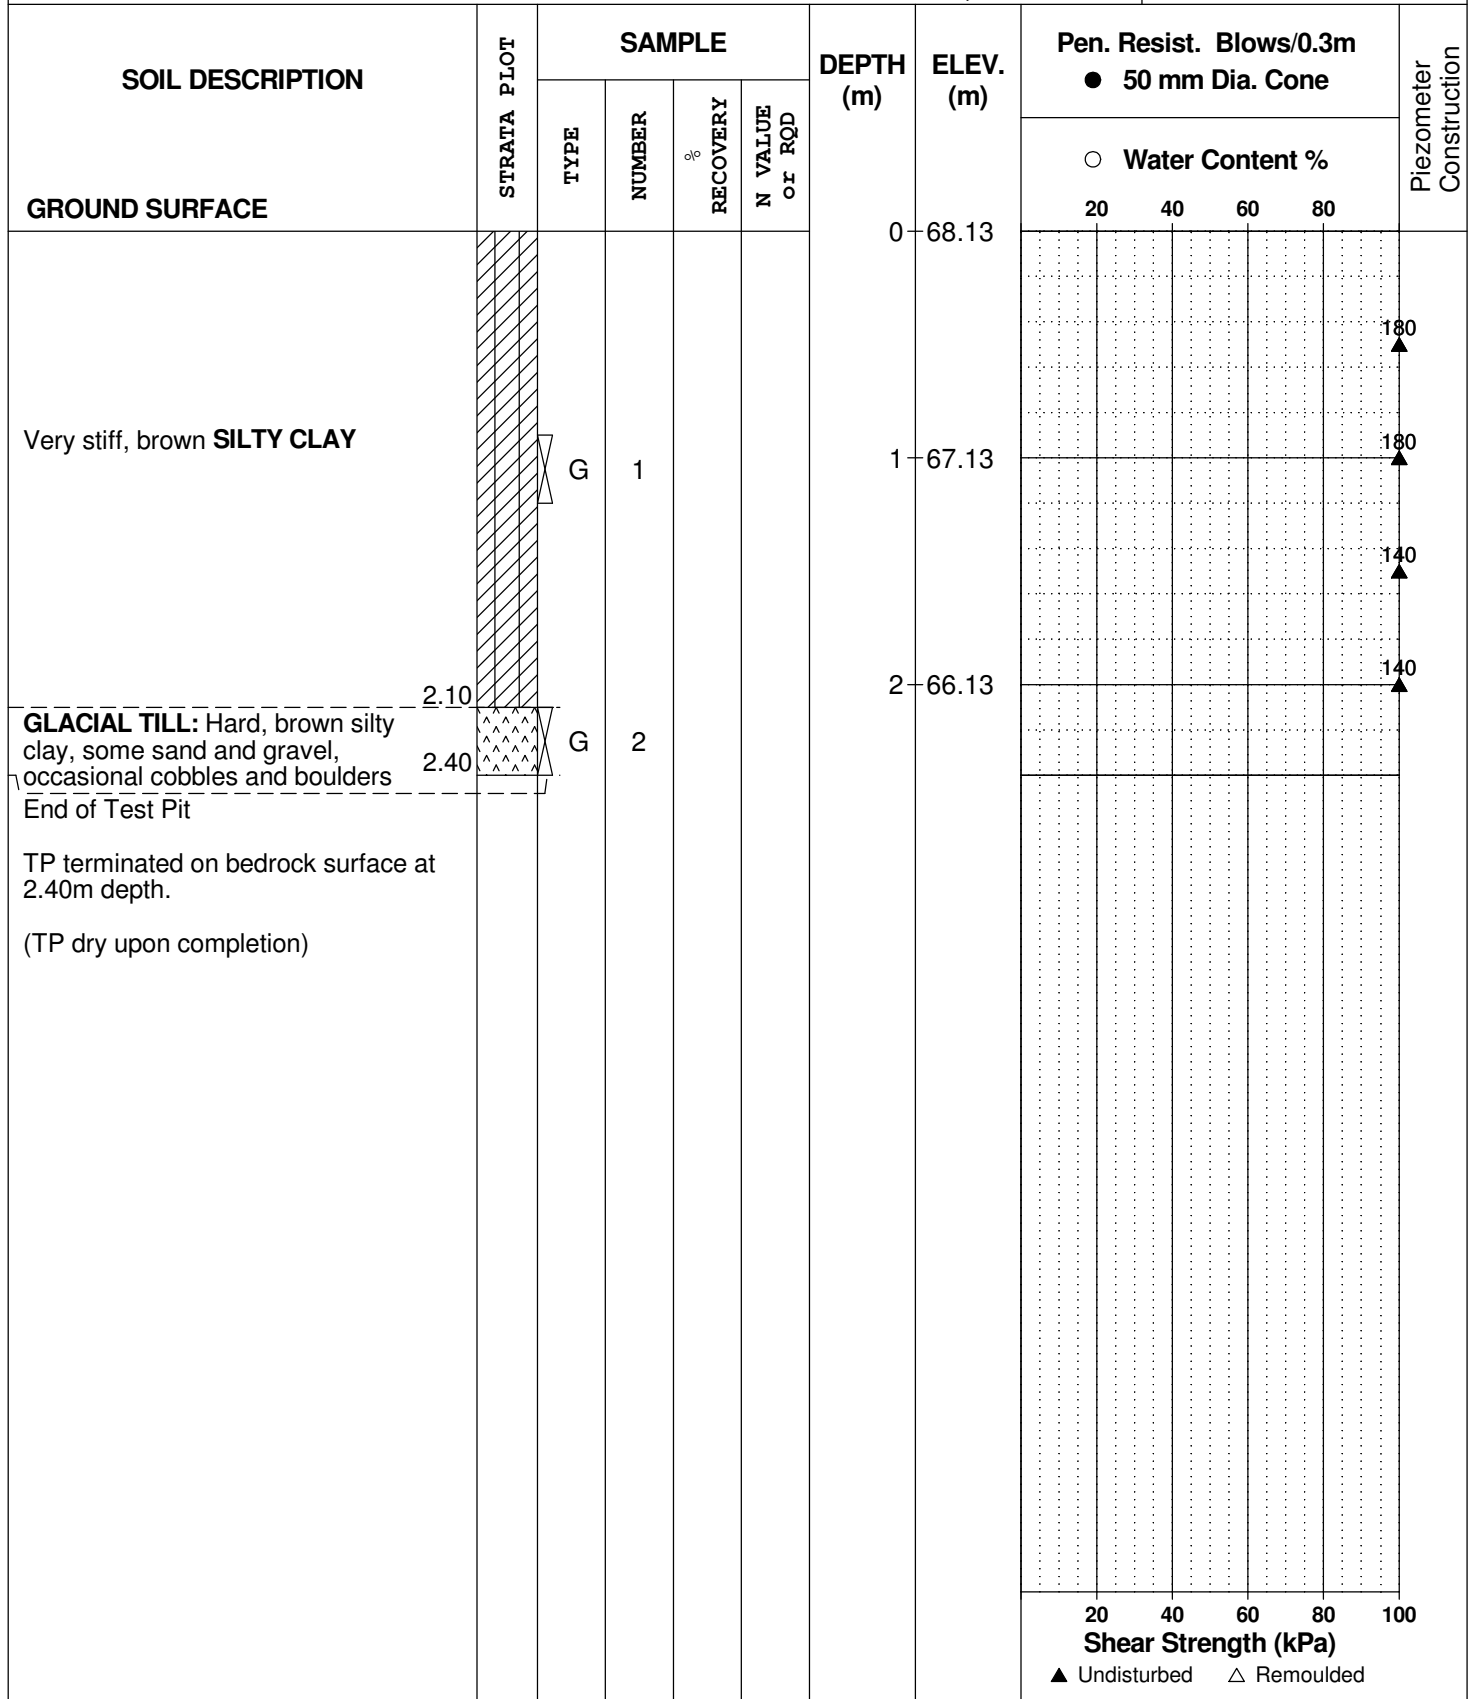 SOIL DESCRIPTION
GROUND SURFACE
STRATA PLOT
SAMPLE
TYPE
NUMBER
%
RECOVERY
N VALUE
or RQD
DEPTH
(m)
ELEV.
(m)
Pen. Resist. Blows/0.3m
● 50 mm Dia. Cone
○ Water Content %
20 40 60 80
Piezometer
Construction
0 68.13
180
Very stiff, brown SILTY CLAY
G 1
1 67.13
180
140
2 66.13
140
2.10
GLACIAL TILL: Hard, brown silty
clay, some sand and gravel,
occasional cobbles and boulders
2.40
G 2
End of Test Pit
TP terminated on bedrock surface at
2.40m depth.
(TP dry upon completion)
20 40 60 80 100
Shear Strength (kPa)
▲ Undisturbed △ Remoulded